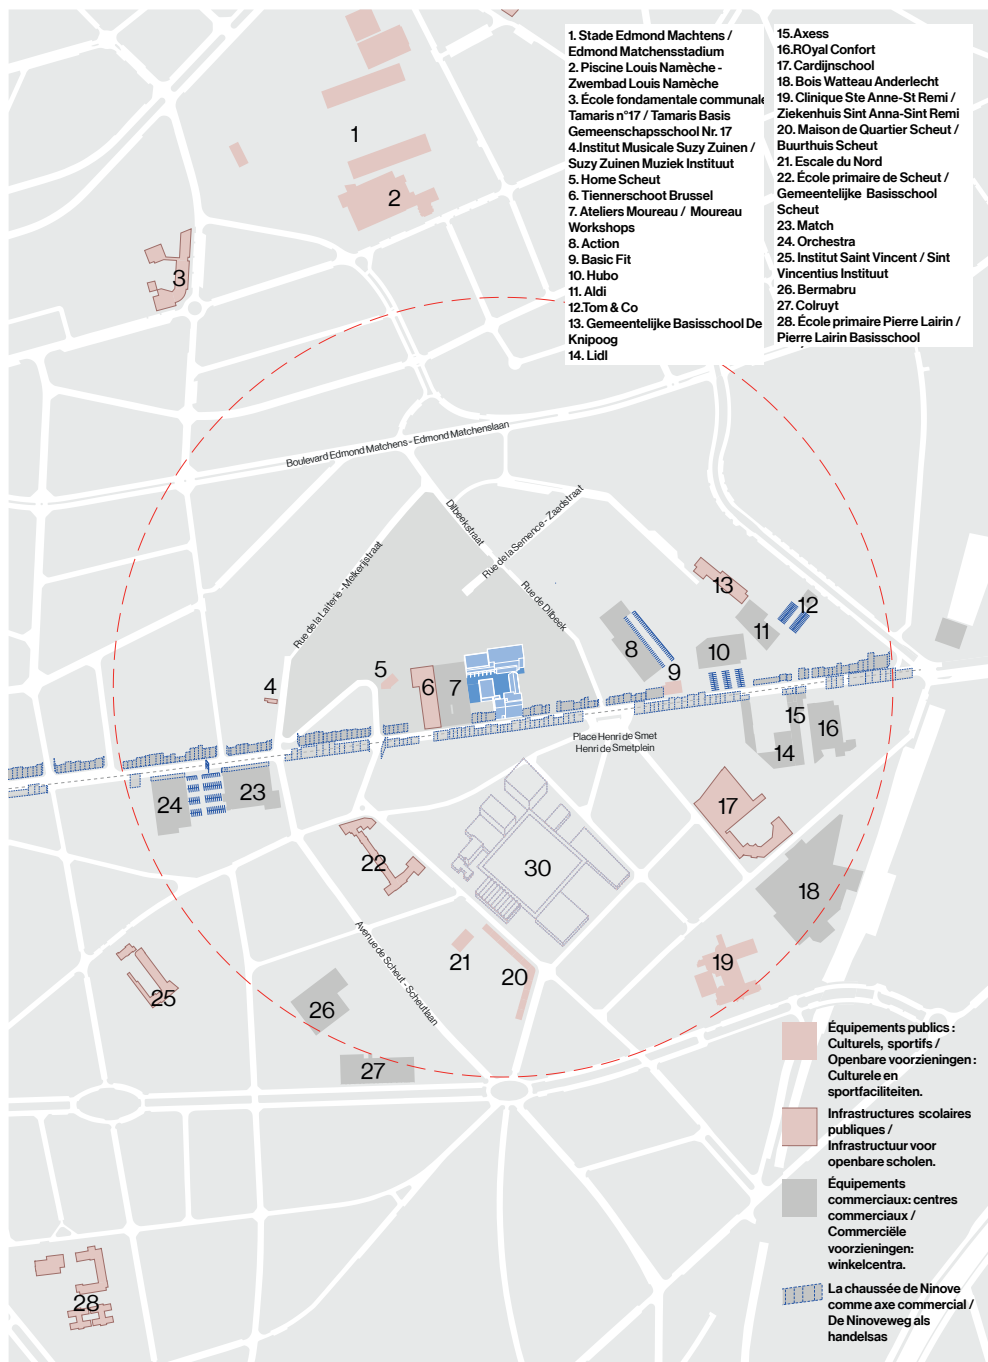 1. Stade Edmond Machtens /
Edmond Matchensstadium
2. Piscine Louis Namèche -
Zwembad Louis Namèche
3. École fondamentale communale
Tamaris n°17 / Tamaris Basis
Gemeenschapsschool Nr. 17
4.Institut Musicale Suzy Zuinen /
Suzy Zuinen Muziek Instituut
5. Home Scheut
6. Tiennerschoot Brussel
7. Ateliers Moureau / Moureau
Workshops
8. Action
9. Basic Fit
10. Hubo
11. Aldi
12.Tom & Co
13. Gemeentelijke Basisschool De
Knipoog
14. Lidl
15.Axess
16.ROyal Confort
17. Cardijnschool
18. Bois Watteau Anderlecht
19. Clinique Ste Anne-St Remi /
Ziekenhuis Sint Anna-Sint Remi
20. Maison de Quartier Scheut /
Buurthuis Scheut
21. Escale du Nord
22. École primaire de Scheut /
Gemeentelijke Basisschool
Scheut
23. Match
24. Orchestra
25. Institut Saint Vincent / Sint
Vincentius Instituut
26. Bermabru
27. Colruyt
28. École primaire Pierre Lairin /
Pierre Lairin Basisschool
1
2
3
Boulevard Edmond Matchens - Edmond Matchenslaan
Dilbeekstraat
Rue de la Semence - Zaadstraat
Rue de la Laiterie - Melkerijstraat
Rue de Dilbeek
13
12
11
8
10
9
5
4
6
7
15
16
14
Place Henri de Smet
Henri de Smetplein
24
23
17
22
30
18
Avenue de Scheut - Scheutlaan
21
20
19
25
26
27
28
Équipements publics :
Culturels, sportifs /
Openbare voorzieningen :
Culturele en
sportfaciliteiten.
Infrastructures scolaires
publiques /
Infrastructuur voor
openbare scholen.
Équipements
commerciaux: centres
commerciaux /
Commerciële
voorzieningen:
winkelcentra.
La chaussée de Ninove
comme axe commercial /
De Ninoveweg als
handelsas